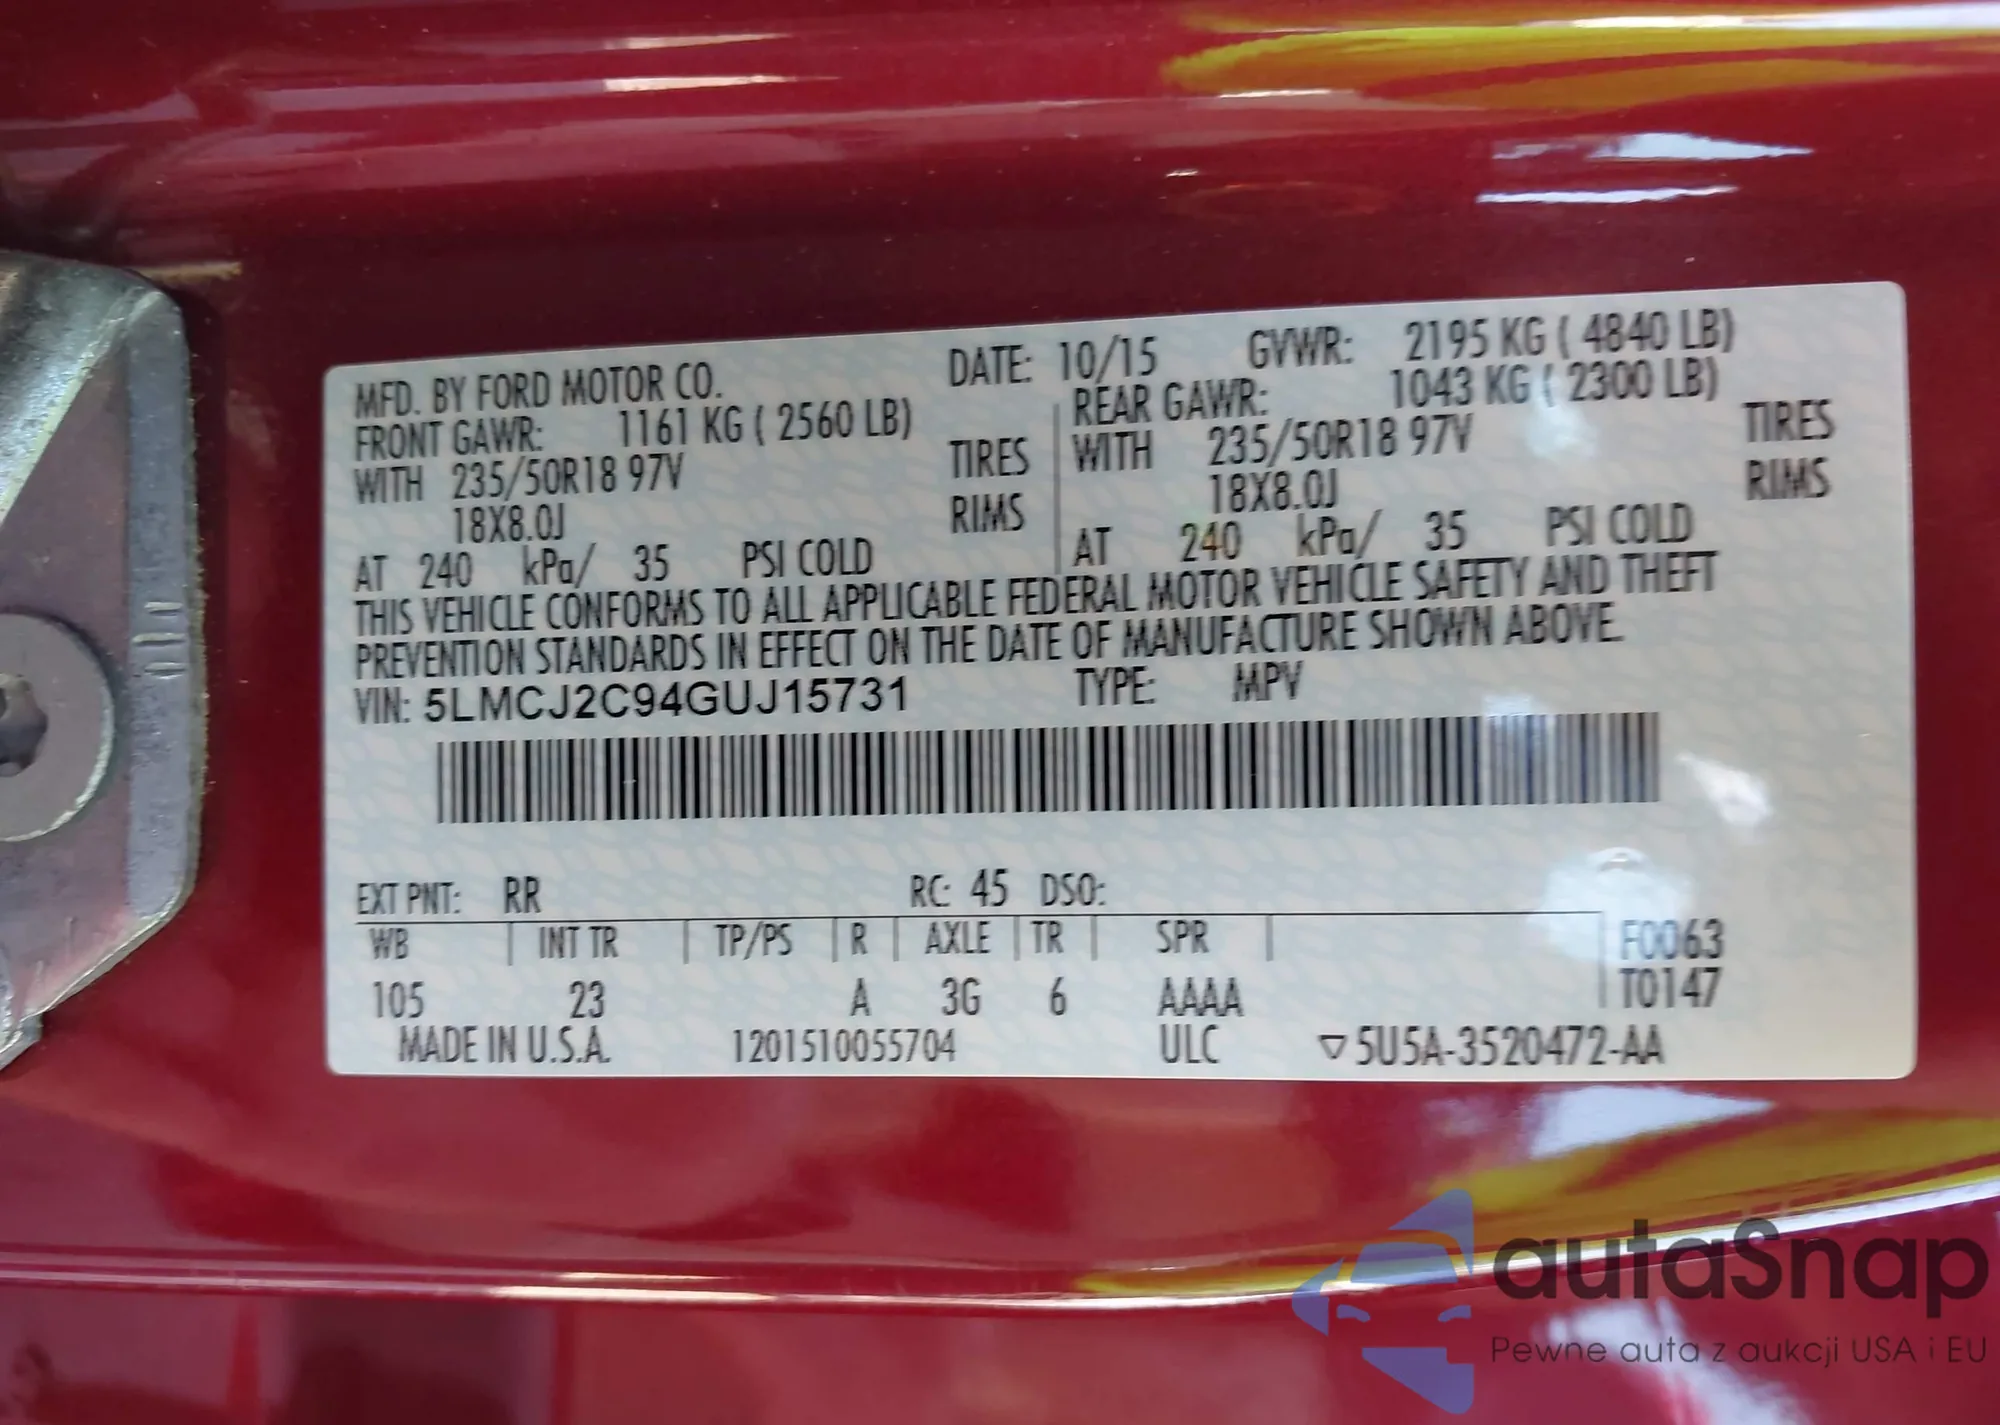 MFD. BY FORD MOTOR CO. DATE: 10/15 GVWR: 2195 KG ( 4840 LB)
FRONT GAWR: 1161 KG ( 2560 LB) REAR GAWR: 1043 KG ( 2300 LB)
WITH 235/50R18 97V TIRES WITH 235/50R18 97V TIRES
18X8.0J RIMS 18X8.0J RIMS
AT 240 kPa/ 35 PSI COLD AT 240 kPa/ 35 PSI COLD
THIS VEHICLE CONFORMS TO ALL APPLICABLE FEDERAL MOTOR VEHICLE SAFETY AND THEFT
PREVENTION STANDARDS IN EFFECT ON THE DATE OF MANUFACTURE SHOWN ABOVE.
VIN: 5LMCJ2C94GUJ15731 TYPE: MPV
EXT PNT: RR RC: 45 DSO:
WB INT TR TP/PS R AXLE TR SPR F0063
105 23 A 3G 6 AAAA T0147
MADE IN U.S.A. 1201510055704 ULC ▽5U5A-3520472-AA
autaSnap
Pewne auta z aukcji USA i EU